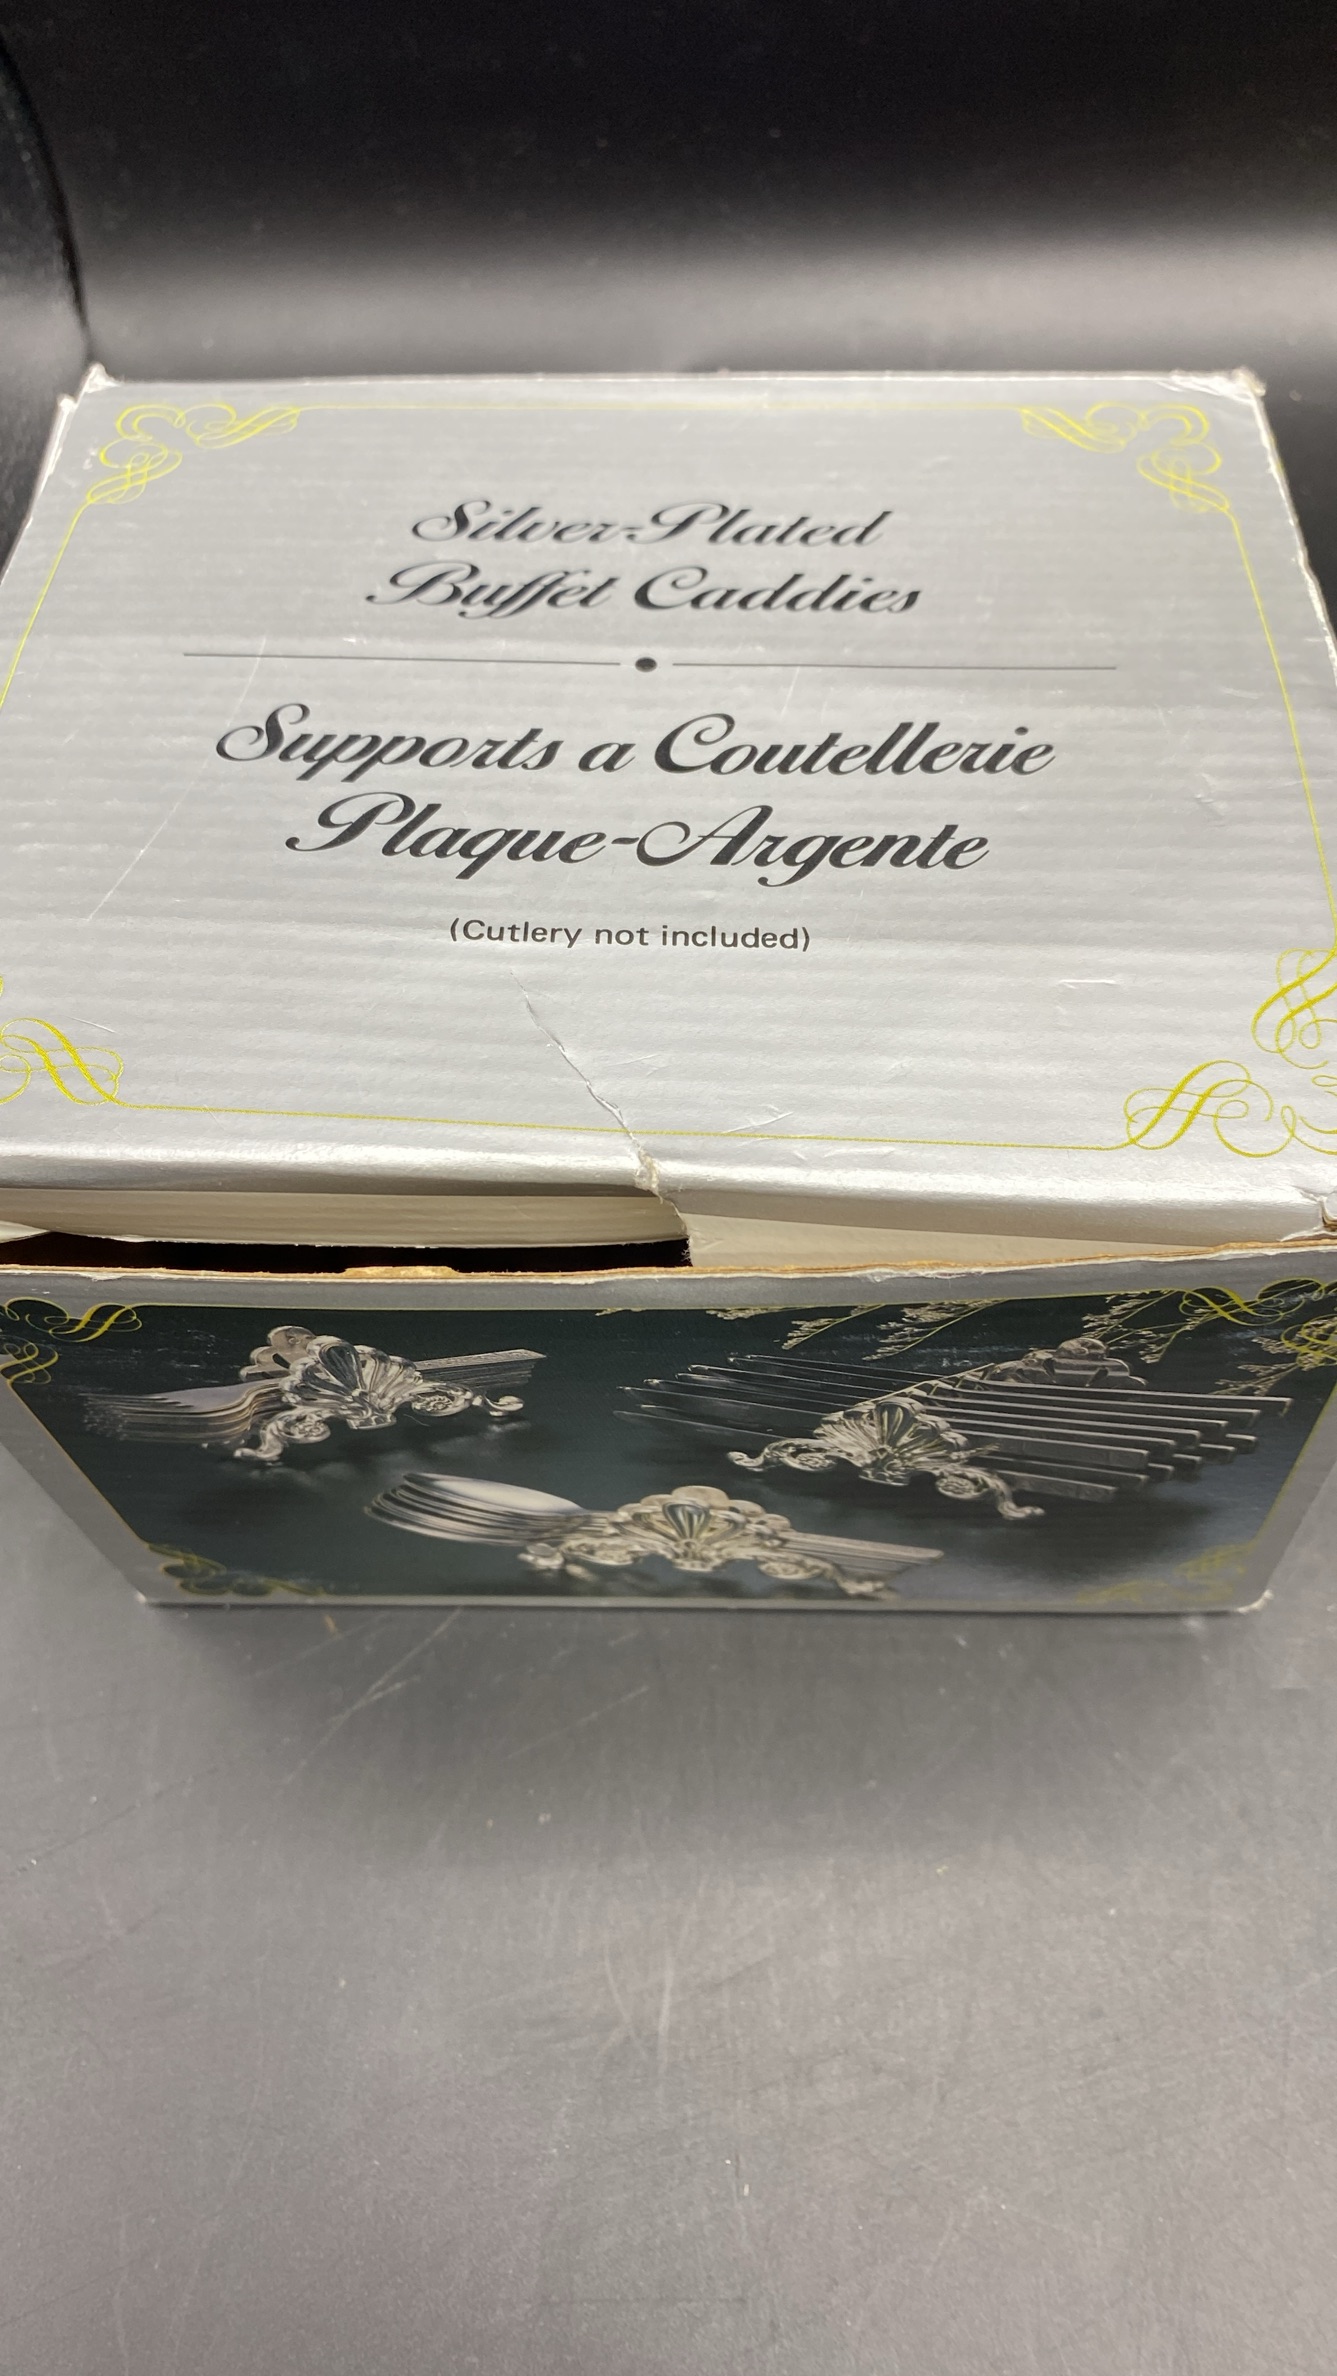 Silver-Plated
Buffet Caddies
Supports a Coutellerie
Plaque-Argente
(Cutlery not included)